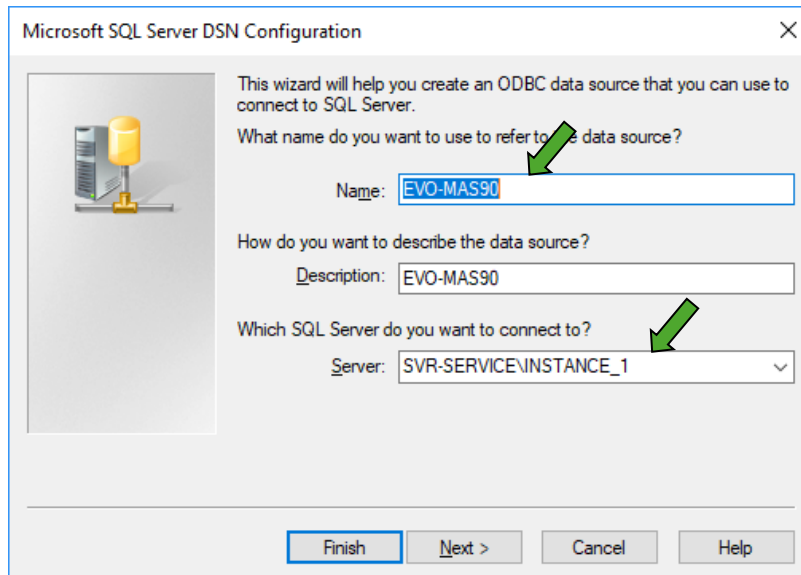 Microsoft SQL Server DSN Configuration
This wizard will help you create an ODBC data source that you can use to
connect to SQL Server.
What name do you want to use to refer to data source?
Name: EVO-MAS90
How do you want to describe the data source?
Description: EVO-MAS90
Which SQL Server do you want to connect to?
Server: SVR-SERVICE\INSTANCE_1
Finish Next > Cancel Help